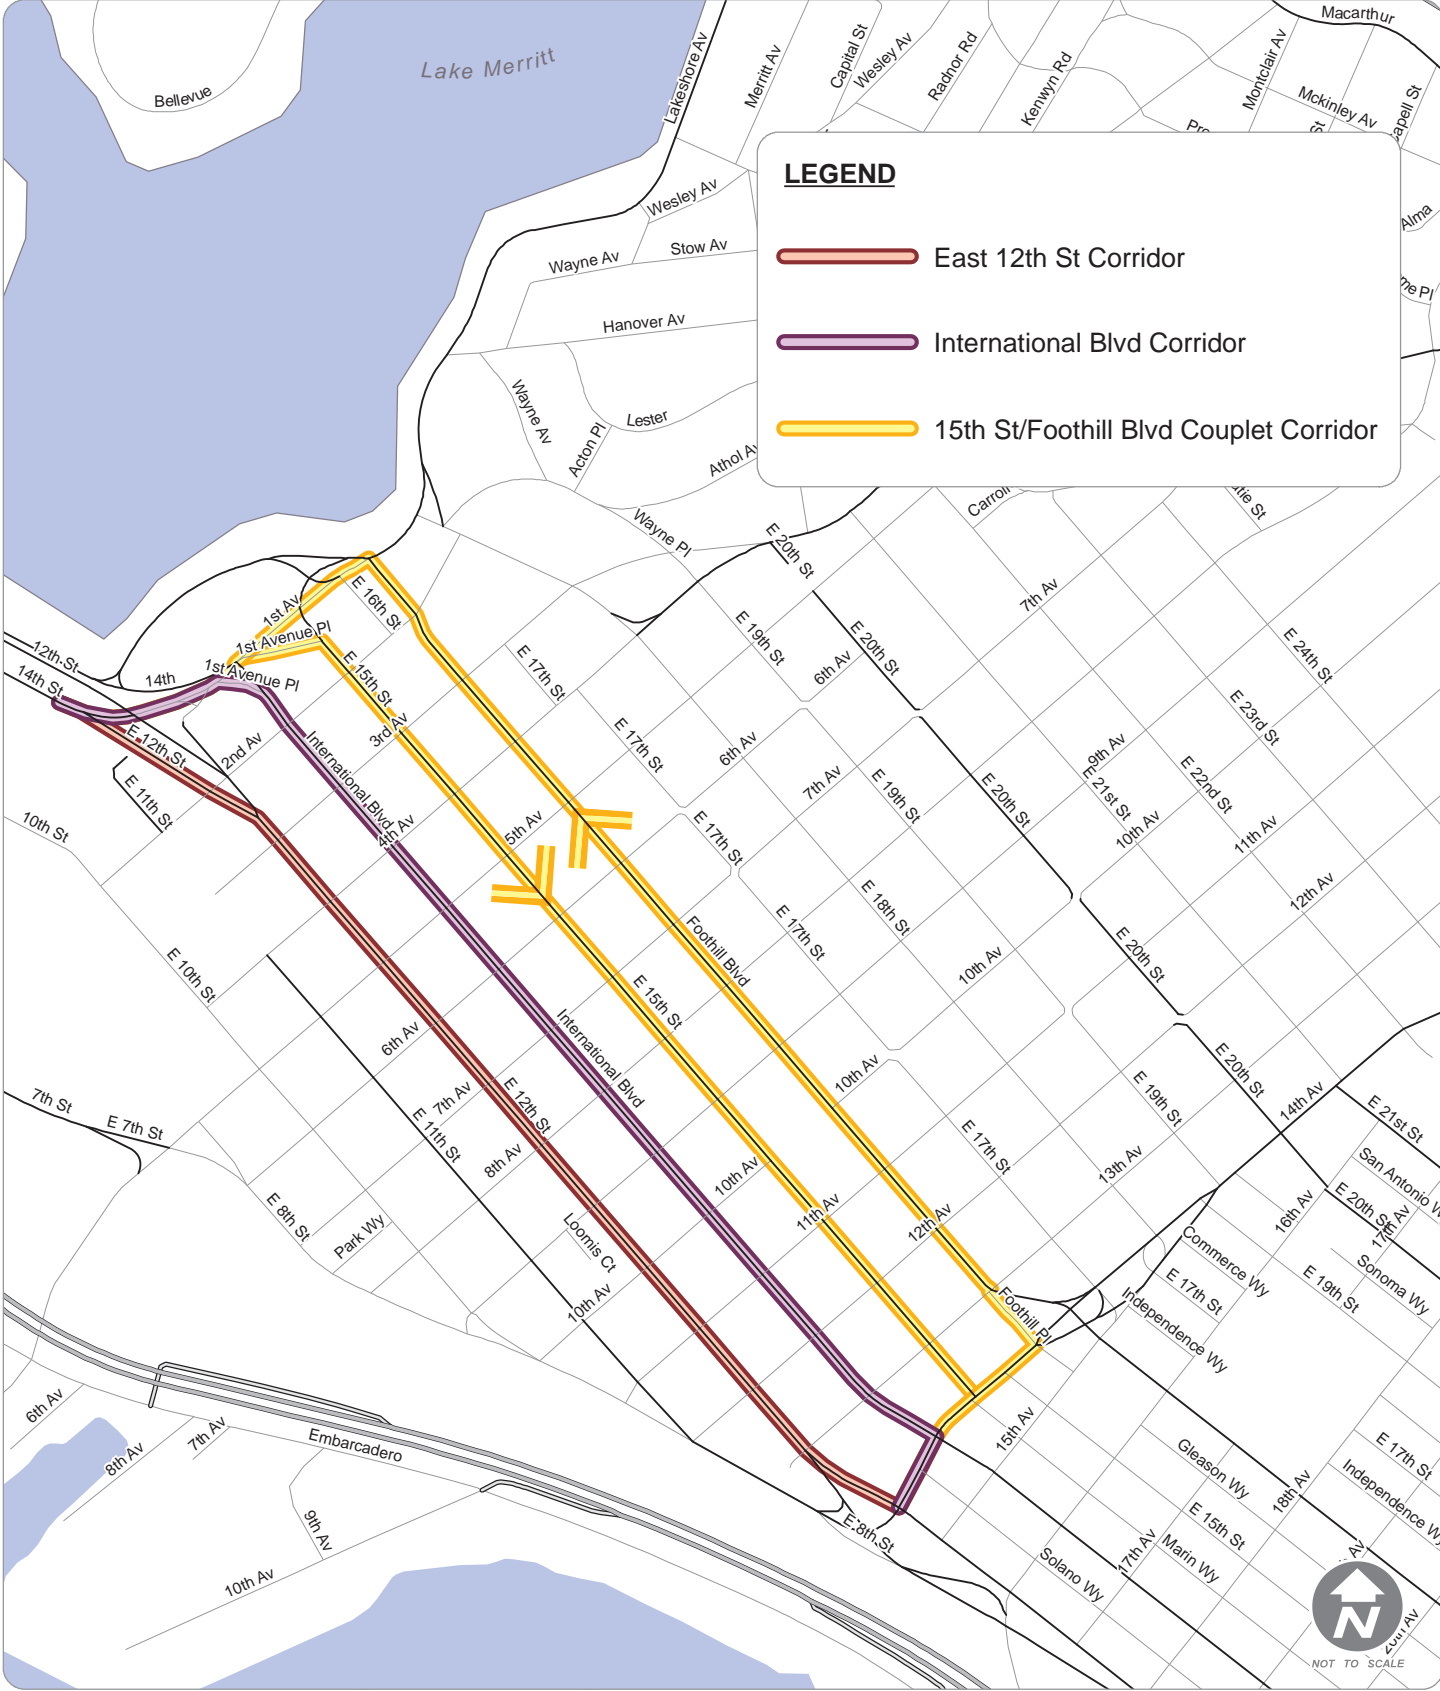 Macarthur
Lake Merritt
Lakeshore Av
Merritt Av
Capital St
Wesley Av
Radnor Rd
Kenwyn Rd
Montclair Av
Mckinley Av
Bellevue
LEGEND
East 12th St Corridor
International Blvd Corridor
15th St/Foothill Blvd Couplet Corridor
Wesley Av
Alma
Stow Av
Wayne Av
Hanover Av
Wayne Av
Lester
Acton Pl
Athol Av
Wayne Pl
E 20th St
7th Av
1st Av
E 16th St
1st Avenue Pl
E 19th St
E 20th St
E 24th St
12th St
14th
1st Avenue Pl
E 15th St
E 17th St
6th Av
14th St
3rd Av
E 23rd St
E 12th St
2nd Av
International Blvd
E 17th St
6th Av
9th Av
E 11th St
7th Av
E 19th St
E 20th St
E 21st St
E 22nd St
10th St
4th Av
5th Av
E 17th St
10th Av
11th Av
E 18th St
12th Av
E 17th St
Foothill Blvd
E 10th St
E 15th St
10th Av
E 20th St
6th Av
International Blvd
10th Av
E 20th St
7th St
E 7th St
7th Av
E 12th St
E 11th St
E 19th St
14th Av
E 21st St
8th Av
10th Av
E 17th St
13th Av
San Antonio W
E 8th St
Park Wy
Loomis Ct
11th Av
12th Av
16th Av
E 20th St
17th Av
Commerce Wy
Sonoma Wy
10th Av
Foothill Pl
E 17th St
E 19th St
Independence Wy
6th Av
7th Av
8th Av
Embarcadero
15th Av
Gleason Wy
E 17th St
18th Av
Independence Wy
9th Av
E 8th St
E 15th St
17th Av
Marin Wy
10th Av
Solano Wy
N
NOT TO SCALE